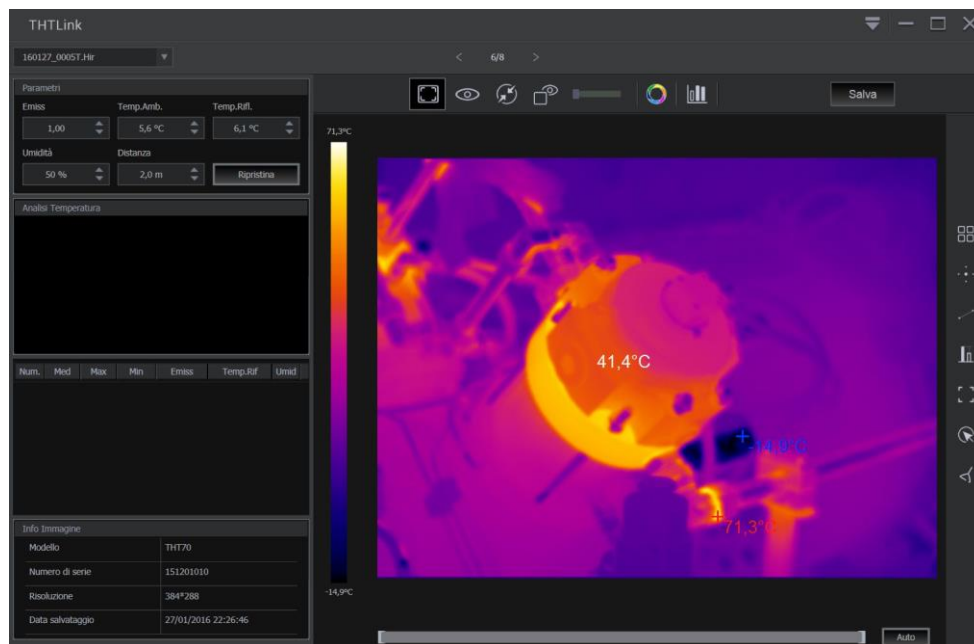 THTLink
160127_0005T.Hir
< 6/8 >
Parametri
Emiss Temp.Amb. Temp.Rifl.
1,00 5,6 °C 6,1 °C
Umidità Distanza
50 % 2,0 m Ripristina
Salva
Analisi Temperatura
71,3°C
41,4°C
-14,9°C
71,3°C
-14,9°C
Num. Med Max Min Emiss Temp.Rif Umid
Info Immagine
Modello THT70
Numero di serie 151201010
Risoluzione 384*288
Data salvataggio 27/01/2016 22:26:46
Auto